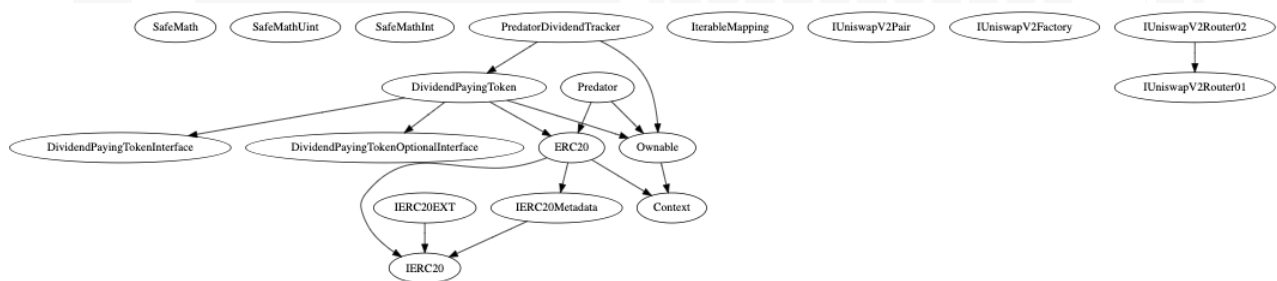 SafeMath SafeMathUint SafeMathInt PredatorDividendTracker IterableMapping IUniswapV2Pair IUniswapV2Factory IUniswapV2Router02
DividendPayingToken Predator IUniswapV2Router01
DividendPayingTokenInterface DividendPayingTokenOptionalInterface ERC20 Ownable
IERC20EXT IERC20Metadata Context
IERC20